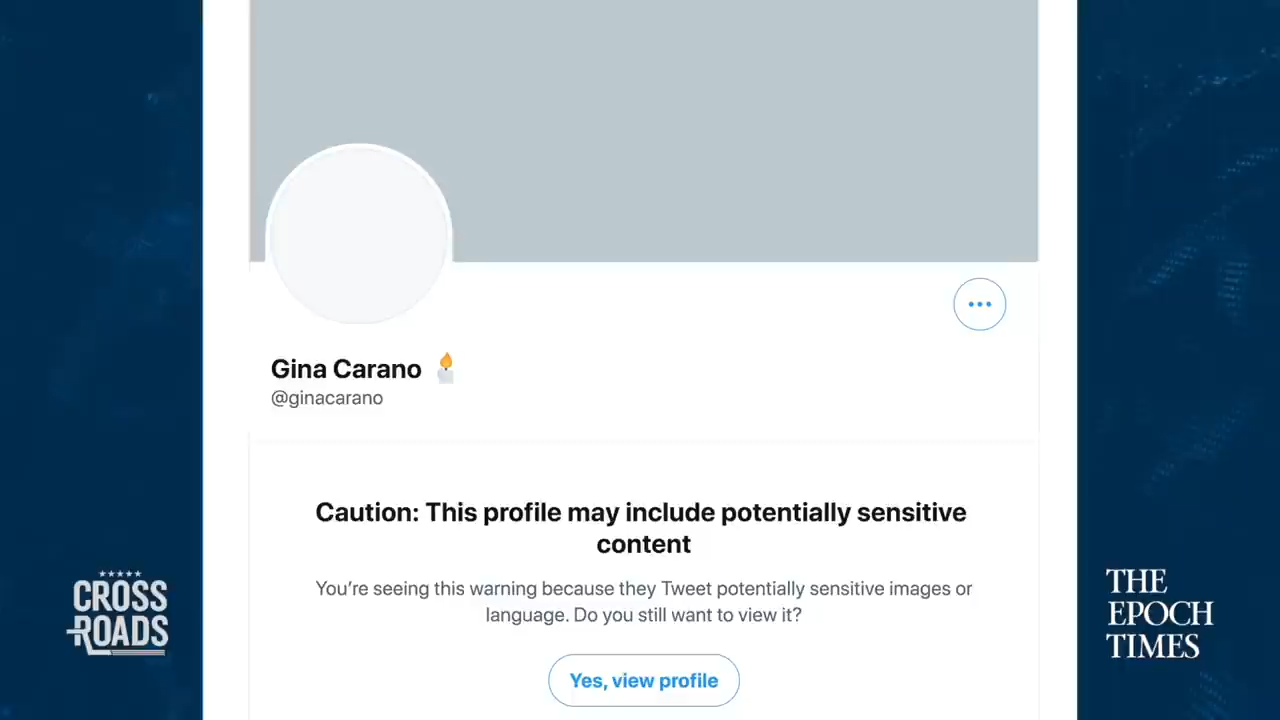 Gina Carano 🕯️
@ginacarano
Caution: This profile may include potentially sensitive
content
You're seeing this warning because they Tweet potentially sensitive images or
language. Do you still want to view it?
Yes, view profile
CROSS
ROADS
THE
EPOCH
TIMES